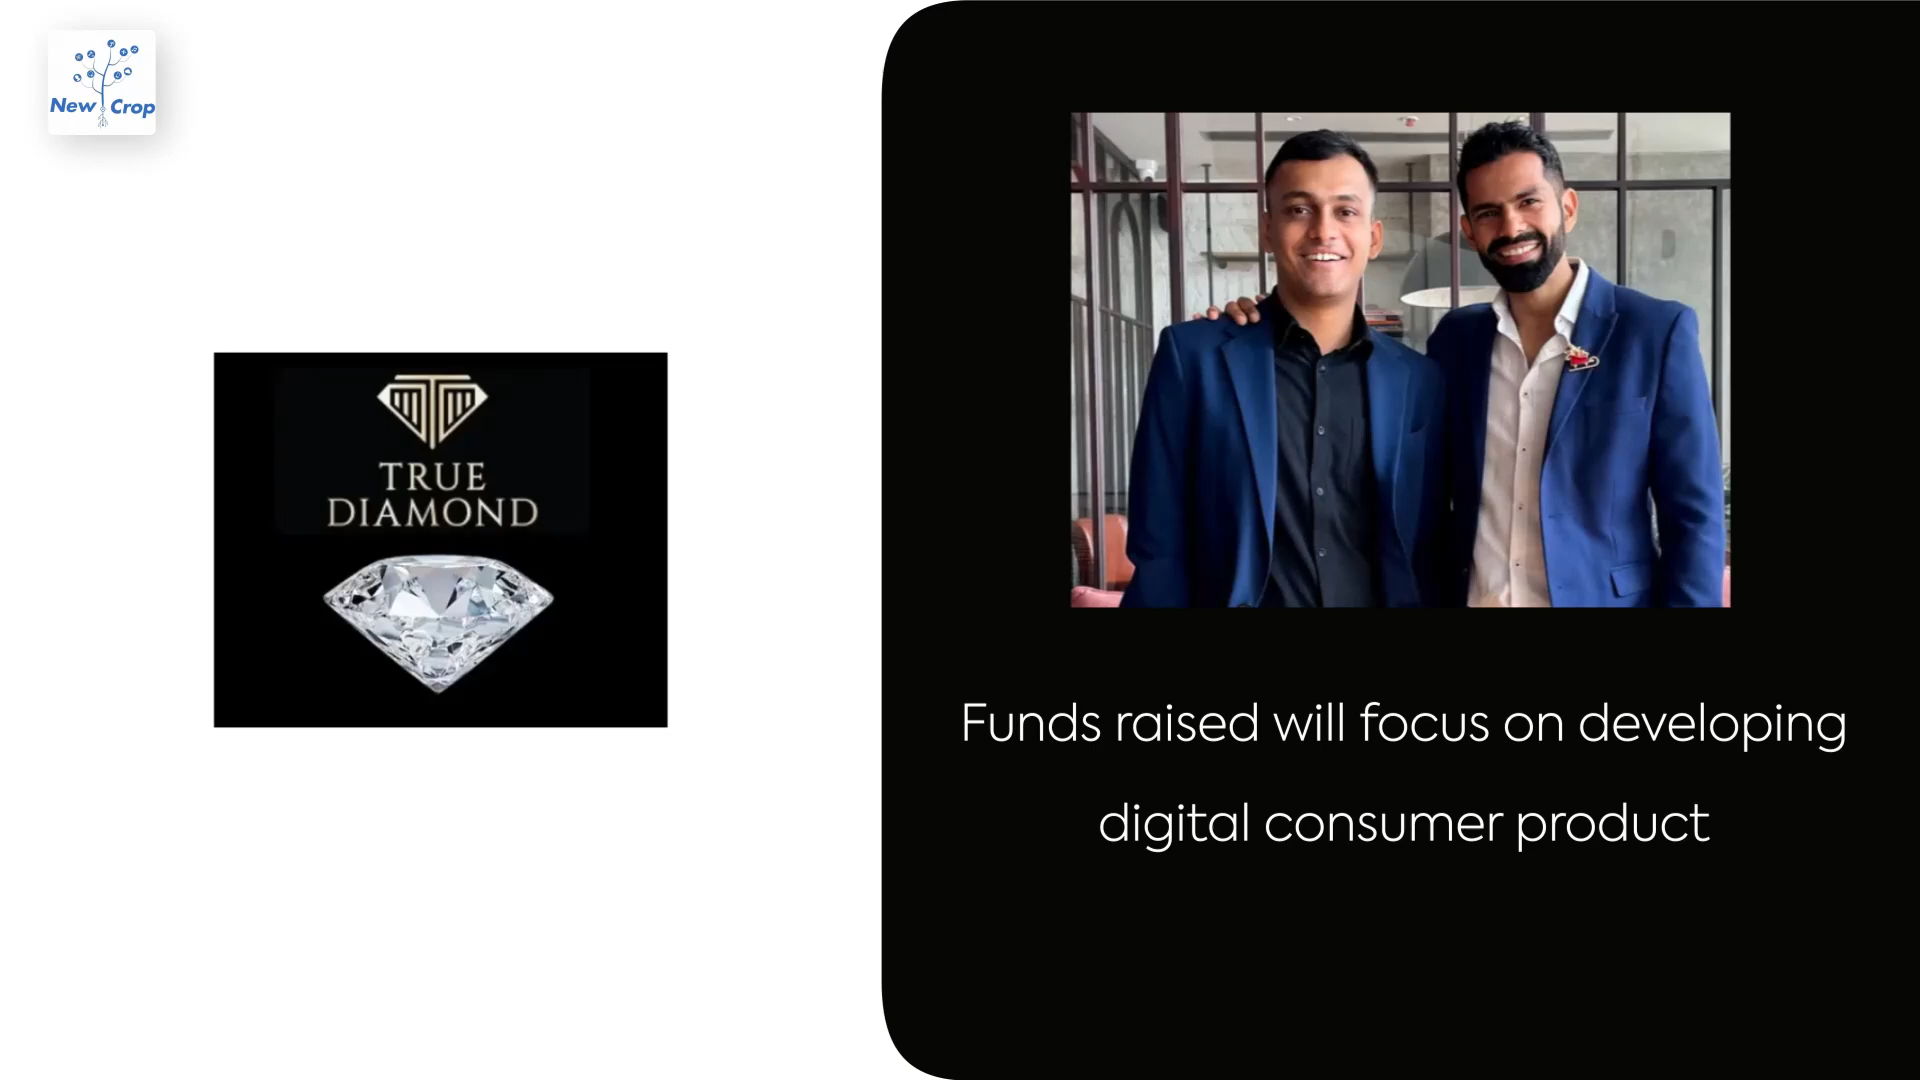 New Crop
TRUE
DIAMOND
Funds raised will focus on developing
digital consumer product